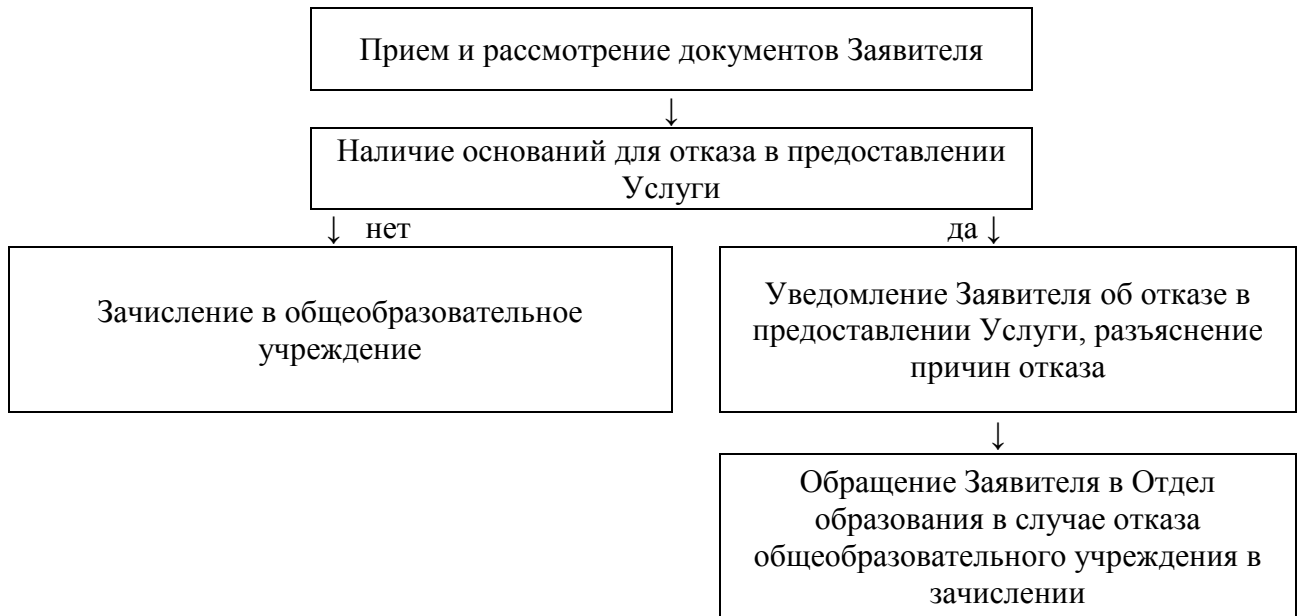 Прием и рассмотрение документов Заявителя
↓
Наличие оснований для отказа в предоставлении
Услуги
↓ нет
да ↓
Зачисление в общеобразовательное
учреждение
Уведомление Заявителя об отказе в
предоставлении Услуги, разъяснение
причин отказа
↓
Обращение Заявителя в Отдел
образования в случае отказа
общеобразовательного учреждения в
зачислении